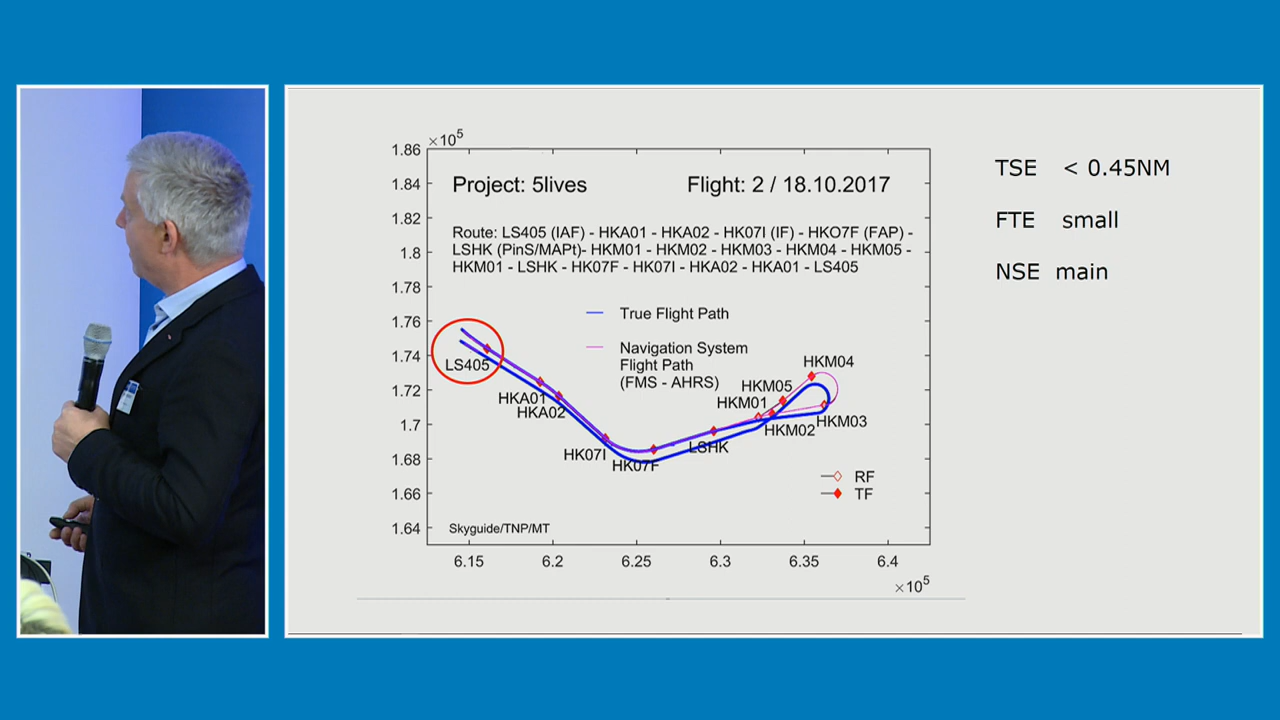 ×10⁵
1.86
1.84
1.82
1.8
1.78
1.76
1.74
1.72
1.7
1.68
1.66
1.64
Project: 5lives
Flight: 2 / 18.10.2017
Route: LS405 (IAF) - HKA01 - HKA02 - HK07I (IF) - HKO7F (FAP) -
LSHK (PinS/MAPt)- HKM01 - HKM02 - HKM03 - HKM04 - HKM05 -
HKM01 - LSHK - HK07F - HK07I - HKA02 - HKA01 - LS405
True Flight Path
Navigation System
Flight Path
(FMS - AHRS)
LS405
HKA01
HKA02
HK07I
HK07F
LSHK
HKM01
HKM05
HKM04
HKM02
HKM03
RF
TF
Skyguide/TNP/MT
6.15
6.2
6.25
6.3
6.35
6.4
×10⁵
TSE < 0.45NM
FTE small
NSE main